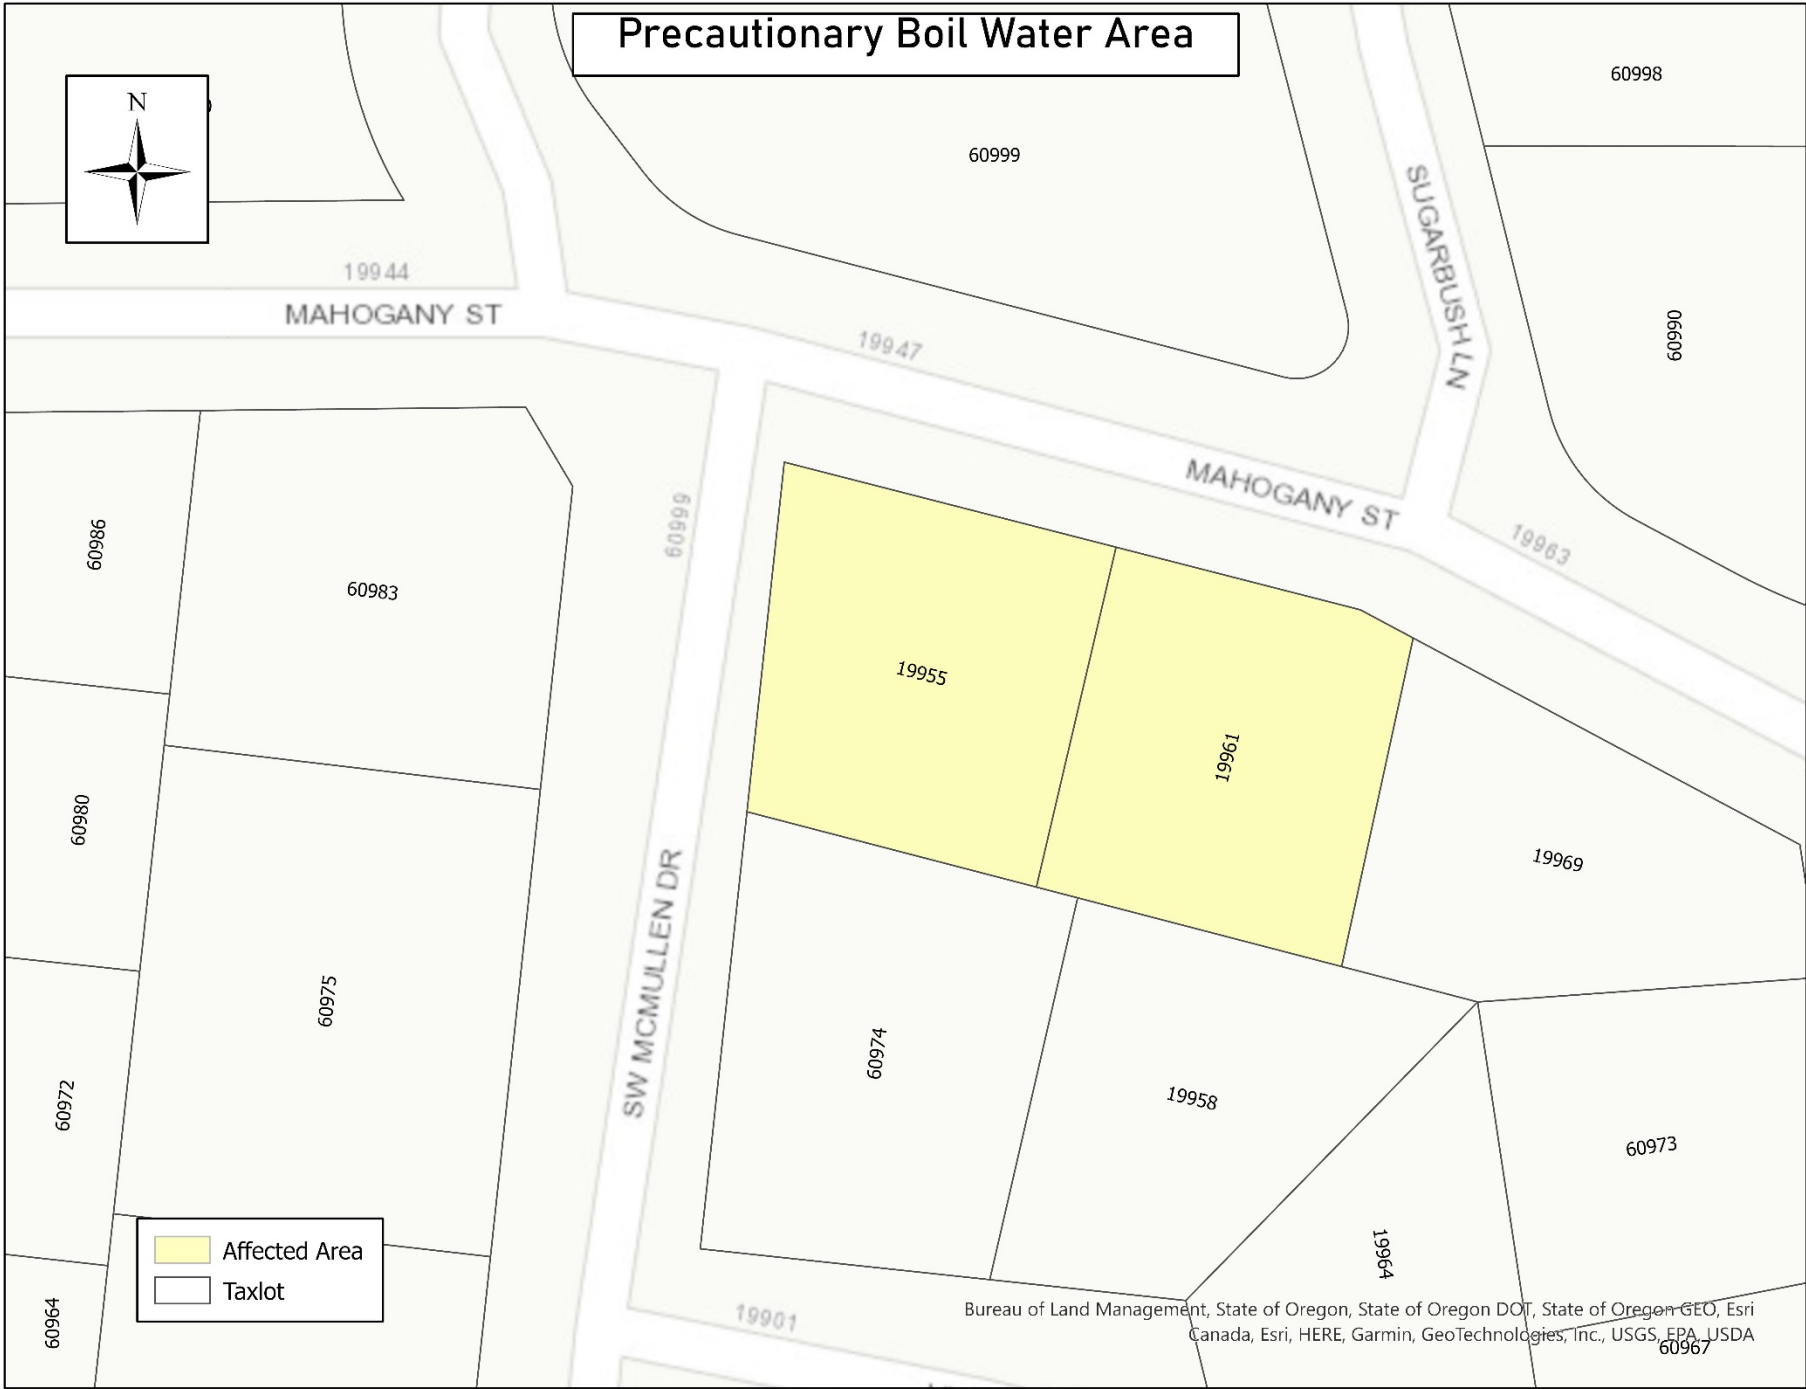 Precautionary Boil Water Area
N
60998
60999
SUGARBUSH LN
19944
MAHOGANY ST
19947
60990
MAHOGANY ST
19963
60986
60983
60999
19955
19961
60980
19969
SW MCMULLEN DR
60975
60974
60972
19958
60973
19964
Affected Area
Taxlot
60964
19901
Bureau of Land Management, State of Oregon, State of Oregon DOT, State of Oregon GEO, Esri
Canada, Esri, HERE, Garmin, GeoTechnologies, Inc., USGS, EPA, USDA
60967